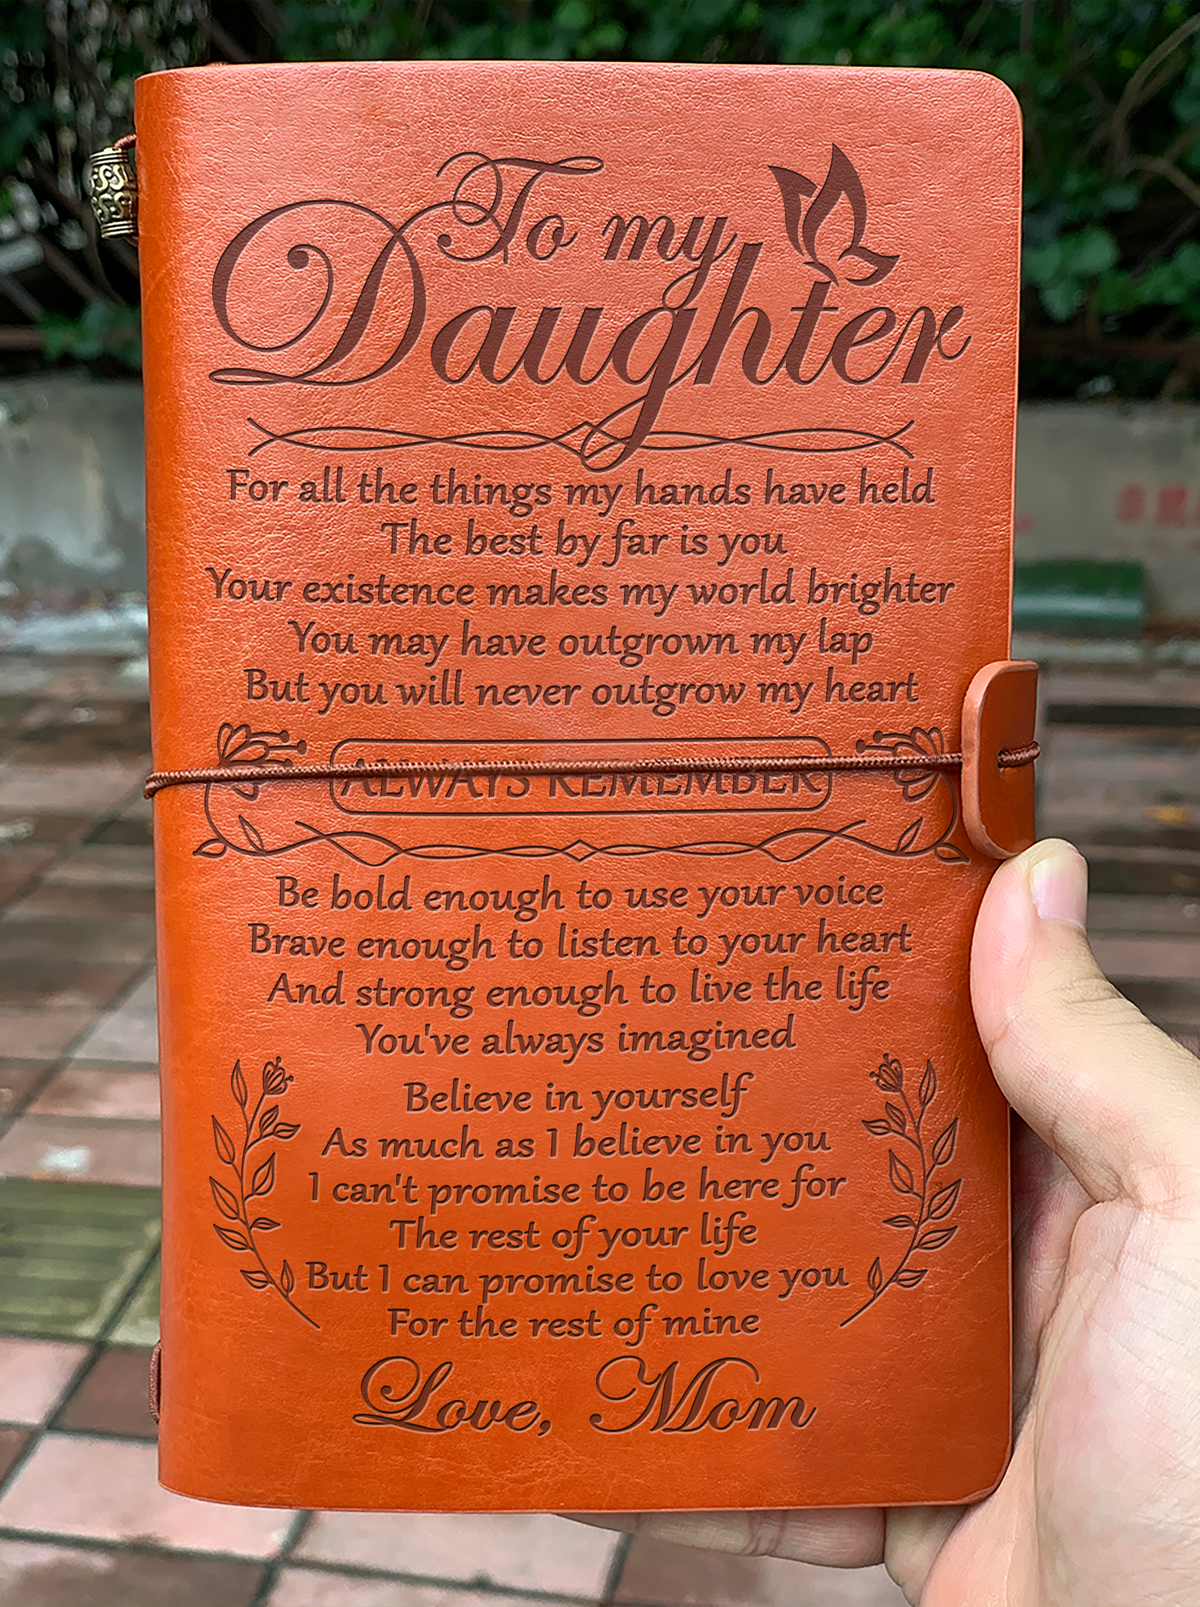 To my
Daughter
For all the things my hands have held
The best by far is you
Your existence makes my world brighter
You may have outgrown my lap
But you will never outgrow my heart
ALWAYS REMEMBER
Be bold enough to use your voice
Brave enough to listen to your heart
And strong enough to live the life
You've always imagined
Believe in yourself
As much as I believe in you
I can't promise to be here for
The rest of your life
But I can promise to love you
For the rest of mine
Love, Mom